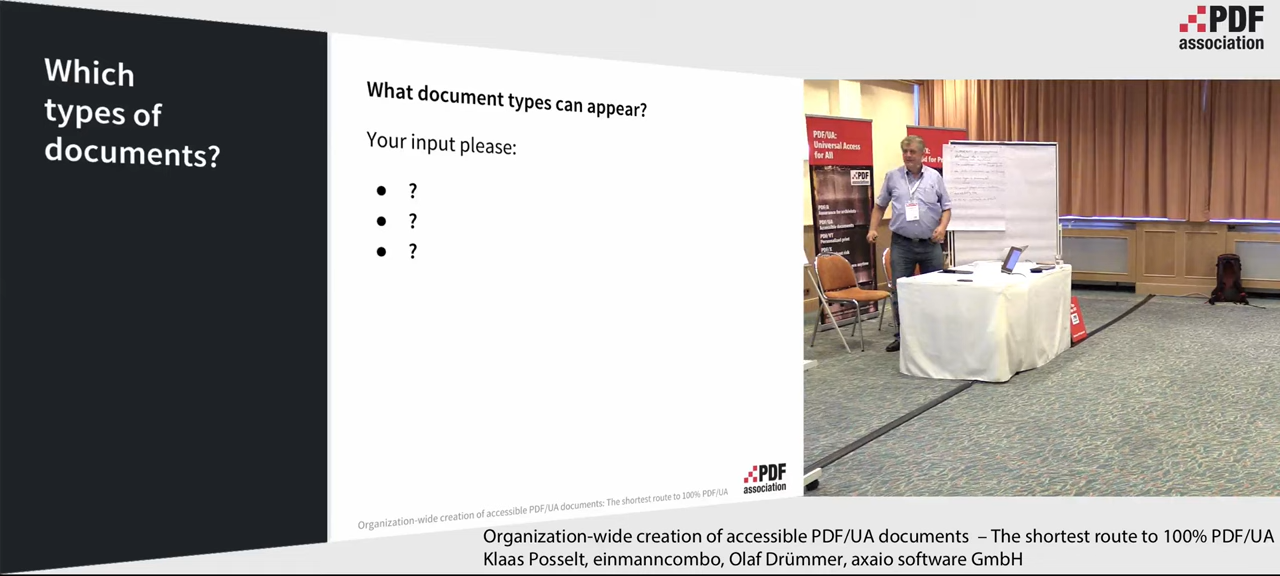 PDF
association
Which
types of
documents?
What document types can appear?
Your input please:
● ?
● ?
● ?
PDF
association
Organization-wide creation of accessible PDF/UA documents: The shortest route to 100% PDF/UA
PDF/UA:
Universal Access
for All
PDF
association
Organization-wide creation of accessible PDF/UA documents – The shortest route to 100% PDF/UA
Klaas Posselt, einmanncombo, Olaf Drümmer, axaio software GmbH